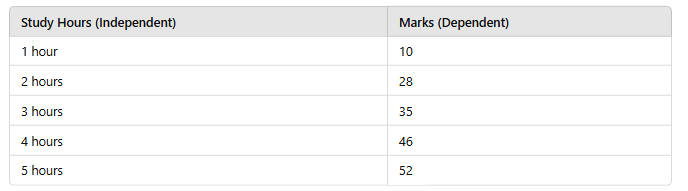 Study Hours (Independent) Marks (Dependent)
1 hour 10
2 hours 28
3 hours 35
4 hours 46
5 hours 52